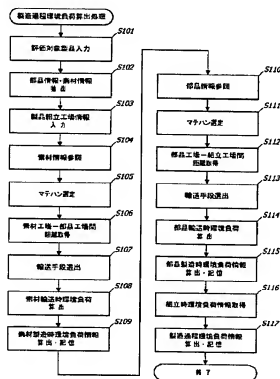 製造過程環境負荷算出処理
S101
評価対象製品入力
S102
部品情報・素材情報
抽出
S103
製品組立工場情報
入力
S104
素材情報参照
S105
マテハン選定
S106
素材工場－部品工場間
距離取得
S107
輸送手段選出
S108
素材輸送時環境負荷
算出
S109
素材製造時環境負荷情報
算出・記憶
S110
部品情報参照
S111
マテハン選定
S112
部品工場－組立工場間
距離取得
S113
輸送手段選出
S114
部品輸送時環境負荷
算出
S115
部品製造時環境負荷情報
算出・記憶
S116
組立時環境負荷情報取得
S117
製造過程環境負荷情報
算出・記憶
終了